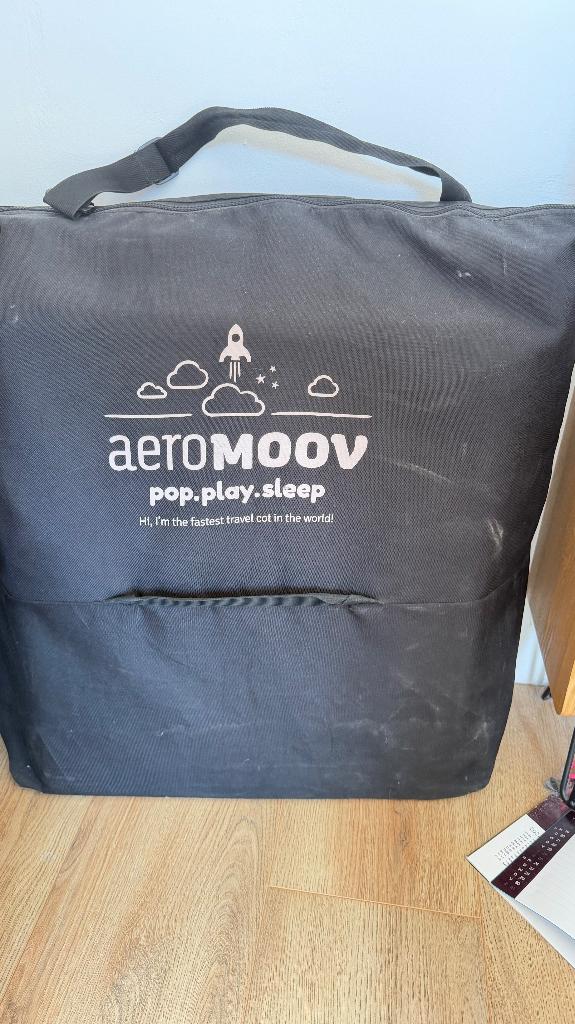 aeroMOOV
pop.play.sleep
Hi, I'm the fastest travel cot in the world!